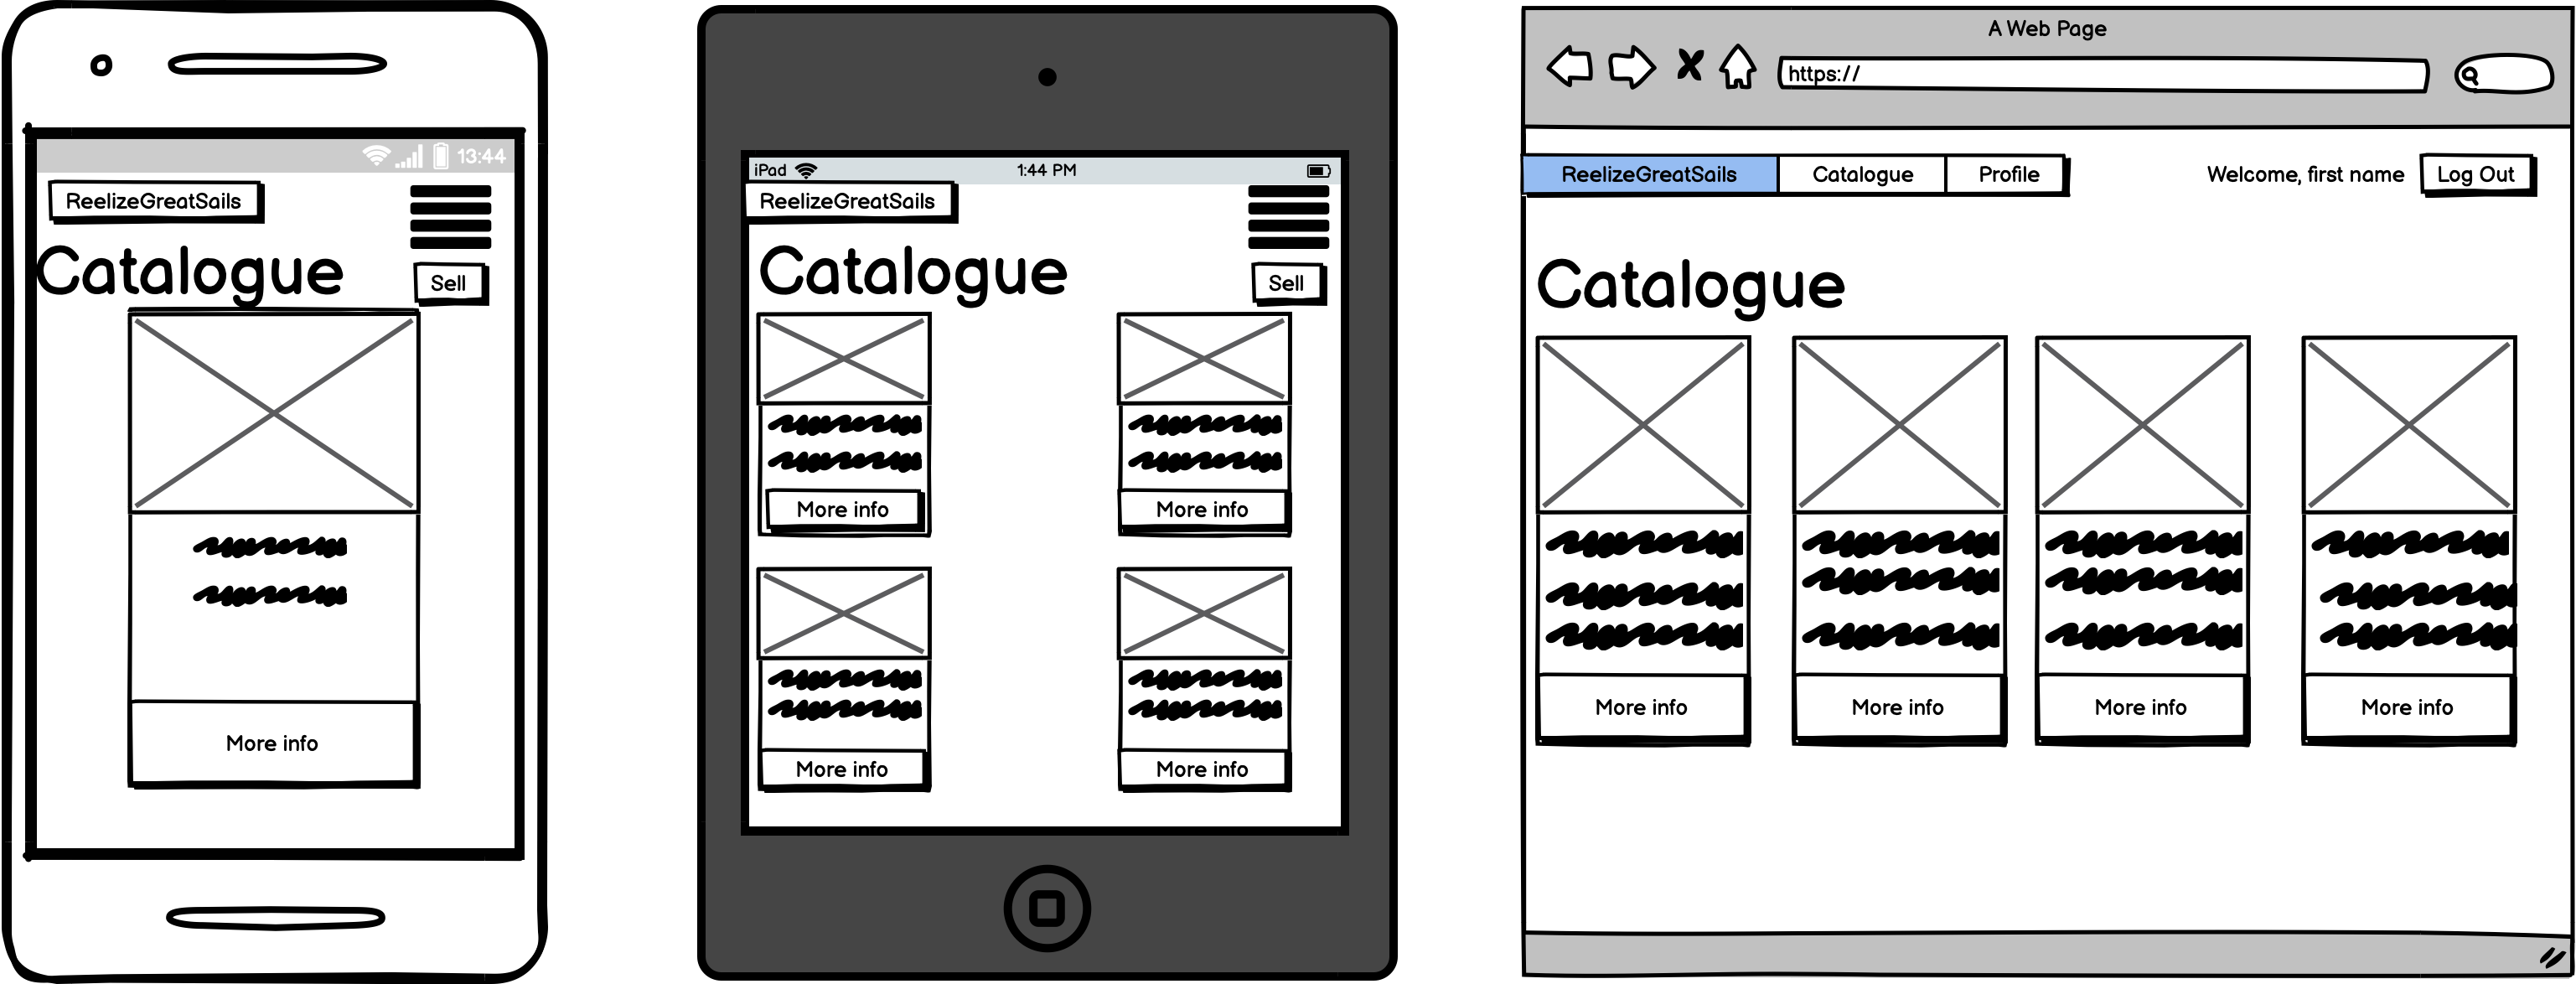 13:44
ReelizeGreatSails
Catalogue
Sell
More info
iPad
1:44 PM
ReelizeGreatSails
Catalogue
Sell
More info
More info
More info
More info
A Web Page
https://
ReelizeGreatSails Catalogue Profile Welcome, first name Log Out
Catalogue
More info
More info
More info
More info